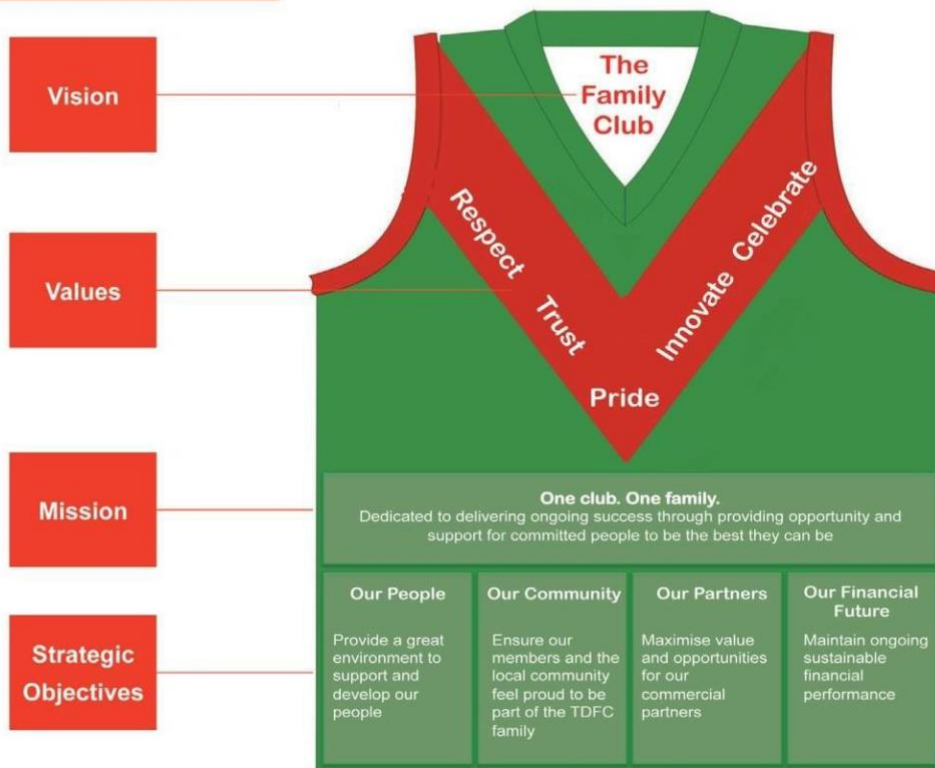 Vision
The
Family
Club
Values
Respect
Trust
Pride
Innovate
Celebrate
Mission
One club. One family.
Dedicated to delivering ongoing success through providing opportunity and
support for committed people to be the best they can be
Strategic
Objectives
Our People
Provide a great
environment to
support and
develop our
people
Our Community
Ensure our
members and the
local community
feel proud to be
part of the TDFC
family
Our Partners
Maximise value
and opportunities
for our
commercial
partners
Our Financial
Future
Maintain ongoing
sustainable
financial
performance